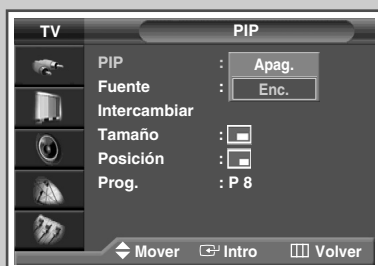 TV PIP
PIP : Apag.
Fuente : Enc.
Intercambiar
Tamaño :
Posición :
Prog. : P 8
Mover Intro Volver